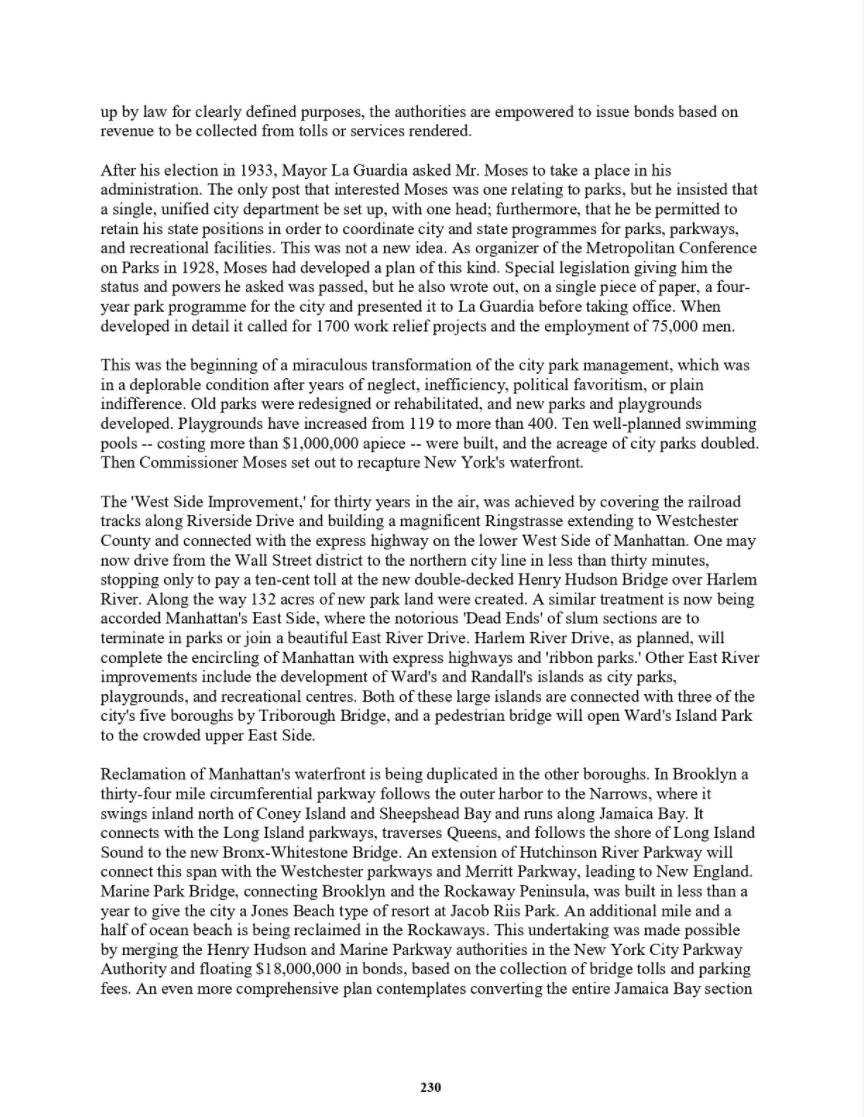 up by law for clearly defined purposes, the authorities are empowered to issue bonds based on
revenue to be collected from tolls or services rendered.
After his election in 1933, Mayor La Guardia asked Mr. Moses to take a place in his
administration. The only post that interested Moses was one relating to parks, but he insisted that
a single, unified city department be set up, with one head; furthermore, that he be permitted to
retain his state positions in order to coordinate city and state programmes for parks, parkways,
and recreational facilities. This was not a new idea. As organizer of the Metropolitan Conference
on Parks in 1928, Moses had developed a plan of this kind. Special legislation giving him the
status and powers he asked was passed, but he also wrote out, on a single piece of paper, a four-
year park programme for the city and presented it to La Guardia before taking office. When
developed in detail it called for 1700 work relief projects and the employment of 75,000 men.
This was the beginning of a miraculous transformation of the city park management, which was
in a deplorable condition after years of neglect, inefficiency, political favoritism, or plain
indifference. Old parks were redesigned or rehabilitated, and new parks and playgrounds
developed. Playgrounds have increased from 119 to more than 400. Ten well-planned swimming
pools -- costing more than $1,000,000 apiece -- were built, and the acreage of city parks doubled.
Then Commissioner Moses set out to recapture New York's waterfront.
The 'West Side Improvement,' for thirty years in the air, was achieved by covering the railroad
tracks along Riverside Drive and building a magnificent Ringstrasse extending to Westchester
County and connected with the express highway on the lower West Side of Manhattan. One may
now drive from the Wall Street district to the northern city line in less than thirty minutes,
stopping only to pay a ten-cent toll at the new double-decked Henry Hudson Bridge over Harlem
River. Along the way 132 acres of new park land were created. A similar treatment is now being
accorded Manhattan's East Side, where the notorious 'Dead Ends' of slum sections are to
terminate in parks or join a beautiful East River Drive. Harlem River Drive, as planned, will
complete the encircling of Manhattan with express highways and 'ribbon parks.' Other East River
improvements include the development of Ward's and Randall's islands as city parks,
playgrounds, and recreational centres. Both of these large islands are connected with three of the
city's five boroughs by Triborough Bridge, and a pedestrian bridge will open Ward's Island Park
to the crowded upper East Side.
Reclamation of Manhattan's waterfront is being duplicated in the other boroughs. In Brooklyn a
thirty-four mile circumferential parkway follows the outer harbor to the Narrows, where it
swings inland north of Coney Island and Sheepshead Bay and runs along Jamaica Bay. It
connects with the Long Island parkways, traverses Queens, and follows the shore of Long Island
Sound to the new Bronx-Whitestone Bridge. An extension of Hutchinson River Parkway will
connect this span with the Westchester parkways and Merritt Parkway, leading to New England.
Marine Park Bridge, connecting Brooklyn and the Rockaway Peninsula, was built in less than a
year to give the city a Jones Beach type of resort at Jacob Riis Park. An additional mile and a
half of ocean beach is being reclaimed in the Rockaways. This undertaking was made possible
by merging the Henry Hudson and Marine Parkway authorities in the New York City Parkway
Authority and floating $18,000,000 in bonds, based on the collection of bridge tolls and parking
fees. An even more comprehensive plan contemplates converting the entire Jamaica Bay section
230